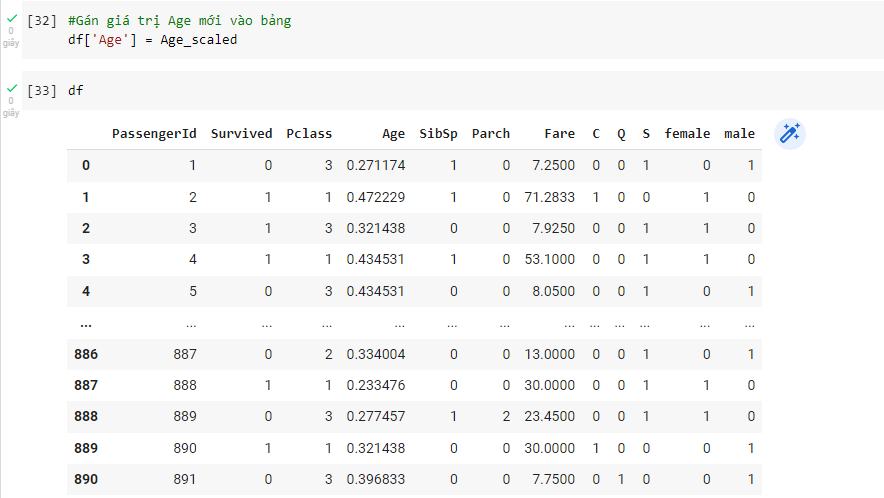 [32] #Gán giá trị Age mới vào bảng
0
giây
df['Age'] = Age_scaled
[33] df
0
giây
PassengerId Survived Pclass Age SibSp Parch Fare C Q S female male
0 1 0 3 0.271174 1 0 7.2500 0 0 1 0 1
1 2 1 1 0.472229 1 0 71.2833 1 0 0 1 0
2 3 1 3 0.321438 0 0 7.9250 0 0 1 1 0
3 4 1 1 0.434531 1 0 53.1000 0 0 1 1 0
4 5 0 3 0.434531 0 0 8.0500 0 0 1 0 1
... ... ... ... ... ... ... ... ... ... ... ... ...
886 887 0 2 0.334004 0 0 13.0000 0 0 1 0 1
887 888 1 1 0.233476 0 0 30.0000 0 0 1 1 0
888 889 0 3 0.277457 1 2 23.4500 0 0 1 1 0
889 890 1 1 0.321438 0 0 30.0000 1 0 0 0 1
890 891 0 3 0.396833 0 0 7.7500 0 1 0 0 1